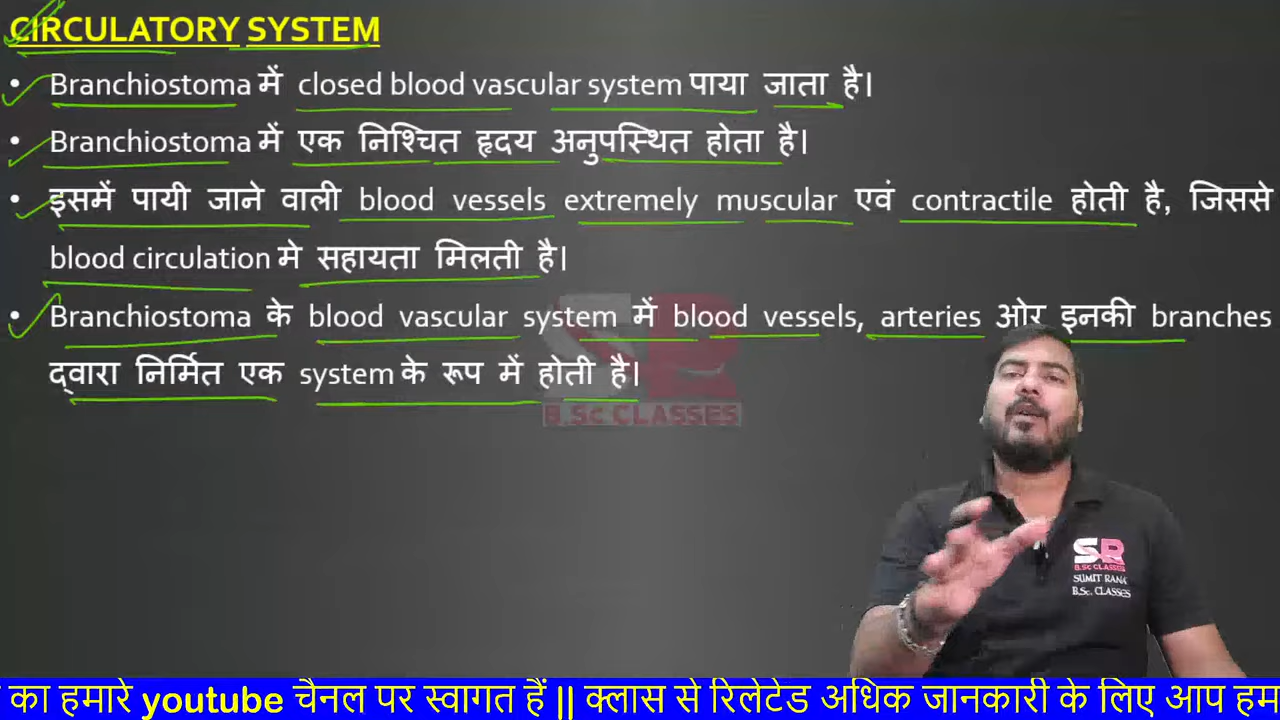 CIRCULATORY SYSTEM
• Branchiostoma में closed blood vascular system पाया जाता है।
• Branchiostoma में एक निश्चित हृदय अनुपस्थित होता है।
• इसमें पायी जाने वाली blood vessels extremely muscular एवं contractile होती है, जिससे
blood circulation मे सहायता मिलती है।
• Branchiostoma के blood vascular system में blood vessels, arteries ओर इनकी branches
द्वारा निर्मित एक system के रूप में होती है।
SR
B.Sc CLASSES
SR
B.Sc CLASSES
SUMIT RANA
B.Sc. CLASSES
का हमारे youtube चैनल पर स्वागत हैं || क्लास से रिलेटेड अधिक जानकारी के लिए आप हम